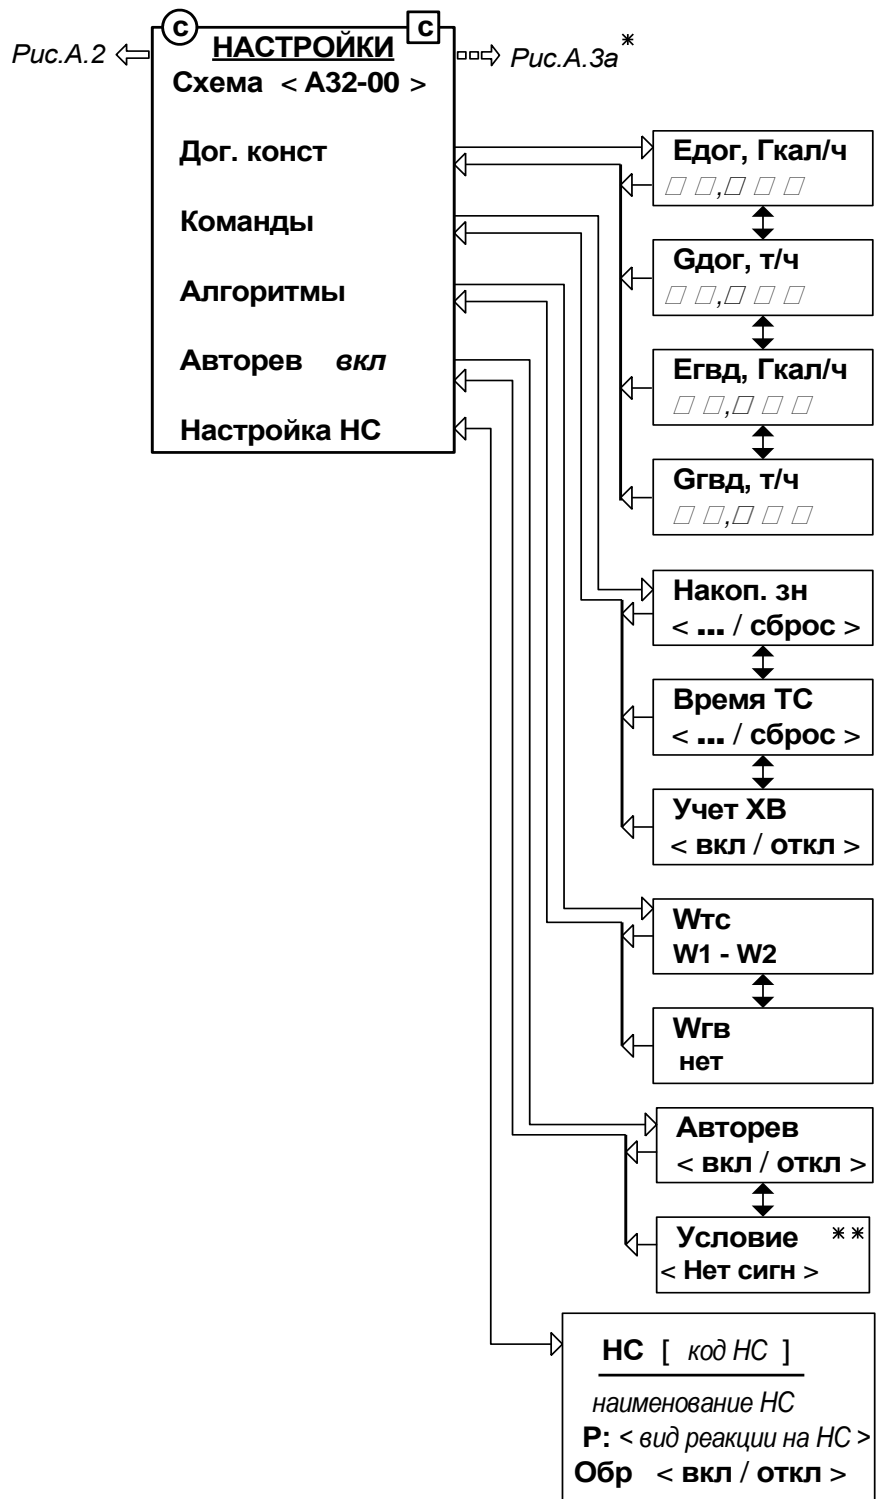 с с
Рис.А.2
НАСТРОЙКИ
Рис.А.3а*
Схема < А32-00 >
Дог. конст
Команды
Алгоритмы
Авторев вкл
Настройка НС
Eдог, Гкал/ч
□ □,□ □ □
Gдог, т/ч
□ □,□ □ □
Eгвд, Гкал/ч
□ □,□ □ □
Gгвд, т/ч
□ □,□ □ □
Накоп. зн
< ... / сброс >
Время ТС
< ... / сброс >
Учет ХВ
< вкл / откл >
Wтс
W1 - W2
Wгв
нет
Авторев
< вкл / откл >
Условие **
< Нет сигн >
НС [ код НС ]
наименование НС
Р: < вид реакции на НС >
Обр < вкл / откл >